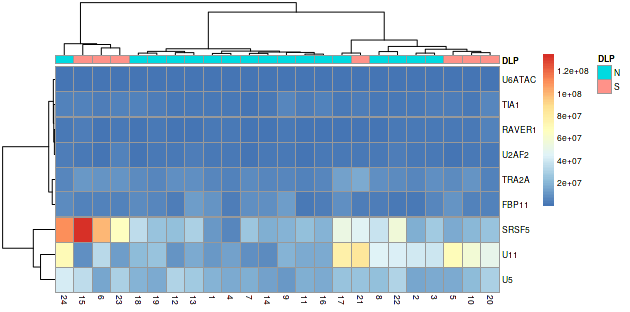 DLP
U6ATAC
TIA1
RAVER1
U2AF2
TRA2A
FBP11
SRSF5
U11
U5
24 15 6 23 18 19 12 13 1 4 7 14 9 11 16 17 21 8 22 2 3 5 10 20
1.2e+08
1e+08
8e+07
6e+07
4e+07
2e+07
DLP
N
S